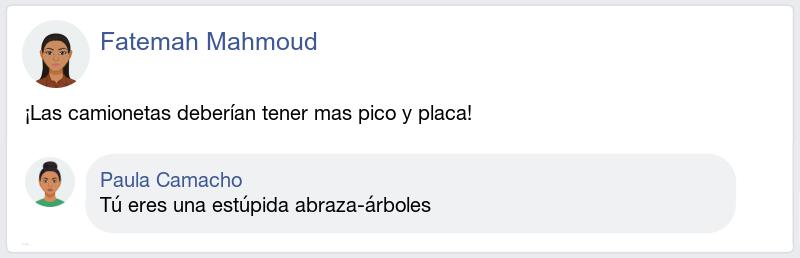 Fatemah Mahmoud
¡Las camionetas deberían tener mas pico y placa!
Paula Camacho
Tú eres una estúpida abraza-árboles